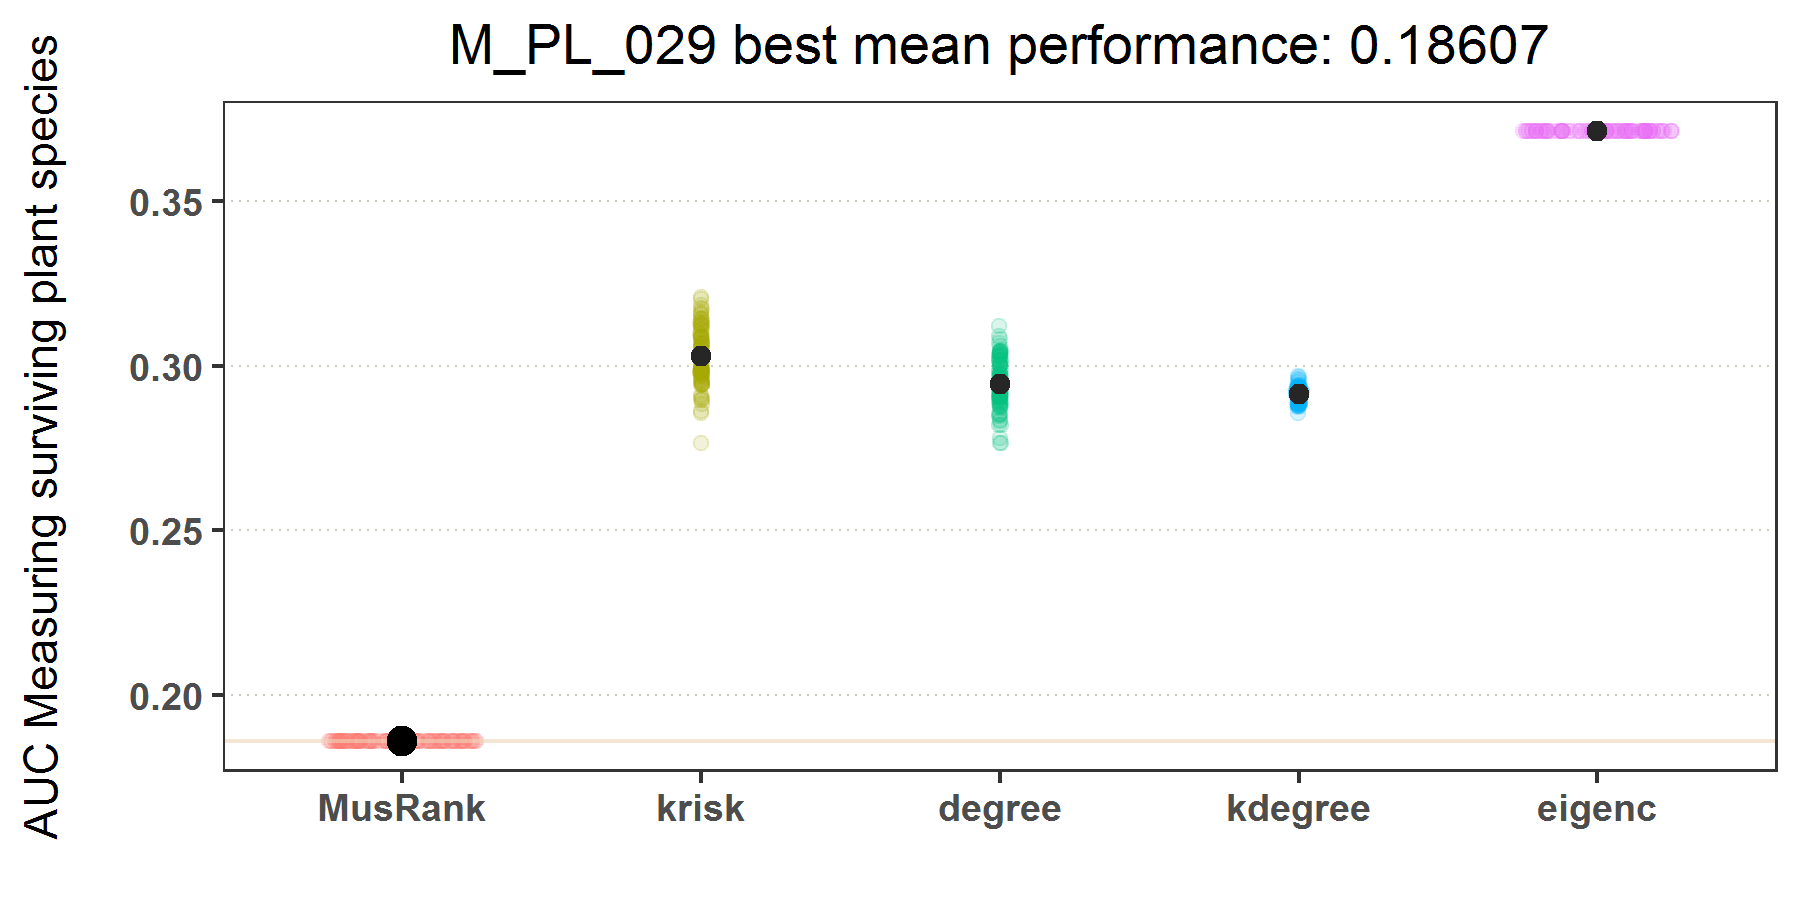 M_PL_029 best mean performance: 0.18607
AUC Measuring surviving plant species
0.35
0.30
0.25
0.20
MusRank krisk degree kdegree eigenc